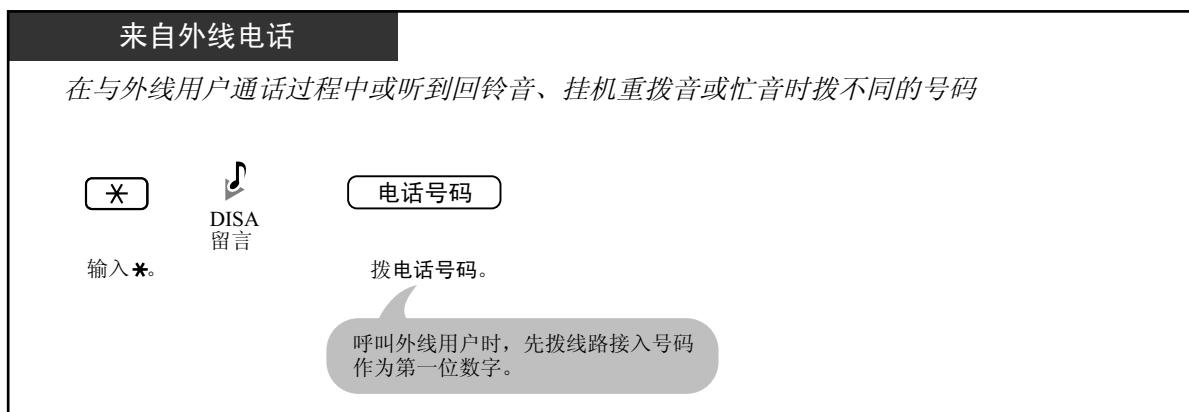 来自外线电话
在与外线用户通话过程中或听到回铃音、挂机重拨音或忙音时拨不同的号码
* 电话号码
DISA
留言
输入*。 拨电话号码。
呼叫外线用户时，先拨线路接入号码
作为第一位数字。